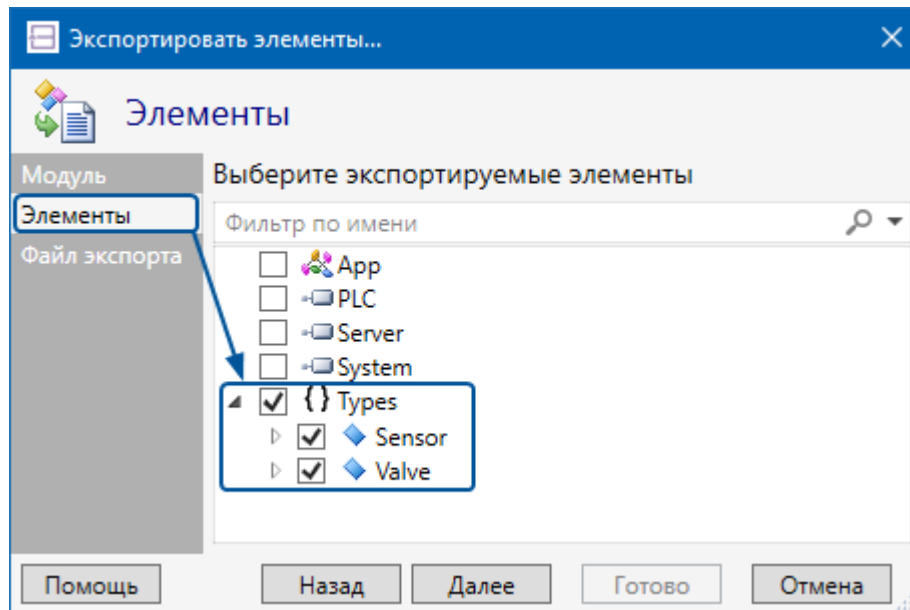 Экспортировать элементы...
Элементы
Модуль
Элементы
Файл экспорта
Выберите экспортируемые элементы
Фильтр по имени
App
PLC
Server
System
{} Types
Sensor
Valve
Помощь
Назад
Далее
Готово
Отмена